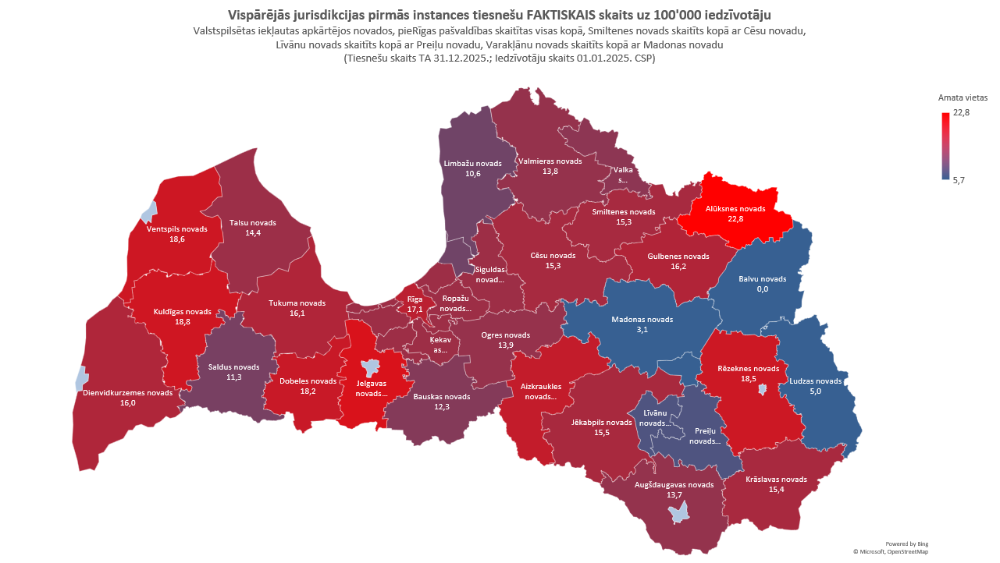 Vispārējās jurisdikcijas pirmās instances tiesnešu FAKTISKAIS skaits uz 100'000 iedzīvotāju
Valstspilsētas iekļautas apkārtējos novados, pieRīgas pašvaldības skaitītas visas kopā, Smiltenes novads skaitīts kopā ar Cēsu novadu,
Līvānu novads skaitīts kopā ar Preiļu novadu, Varakļānu novads skaitīts kopā ar Madonas novadu
(Tiesnešu skaits TA 31.12.2025.; Iedzīvotāju skaits 01.01.2025. CSP)
Amata vietas
22,8
5,7
Limbažu novads
10,6
Valmieras novads
13,8
Valka
s...
Smiltenes novads
15,3
Alūksnes novads
22,8
Ventspils novads
18,6
Talsu novads
14,4
Cēsu novads
15,3
Gulbenes novads
16,2
Siguldas
novad...
Balvu novads
0,0
Kuldīgas novads
18,8
Tukuma novads
16,1
Rīga
17,1
Ropažu
novads...
Madonas novads
3,1
Ķekav
as...
Ogres novads
13,9
Saldus novads
11,3
Dobeles novads
18,2
Jelgavas
novads...
Rēzeknes novads
18,5
Ludzas novads
5,0
Dienvidkurzemes novads
16,0
Bauskas novads
12,3
Aizkraukles
novads...
Jēkabpils novads
15,5
Līvānu
novads...
Preiļu
novads...
Augšdaugavas novads
13,7
Krāslavas novads
15,4
Powered by Bing
© Microsoft, OpenStreetMap